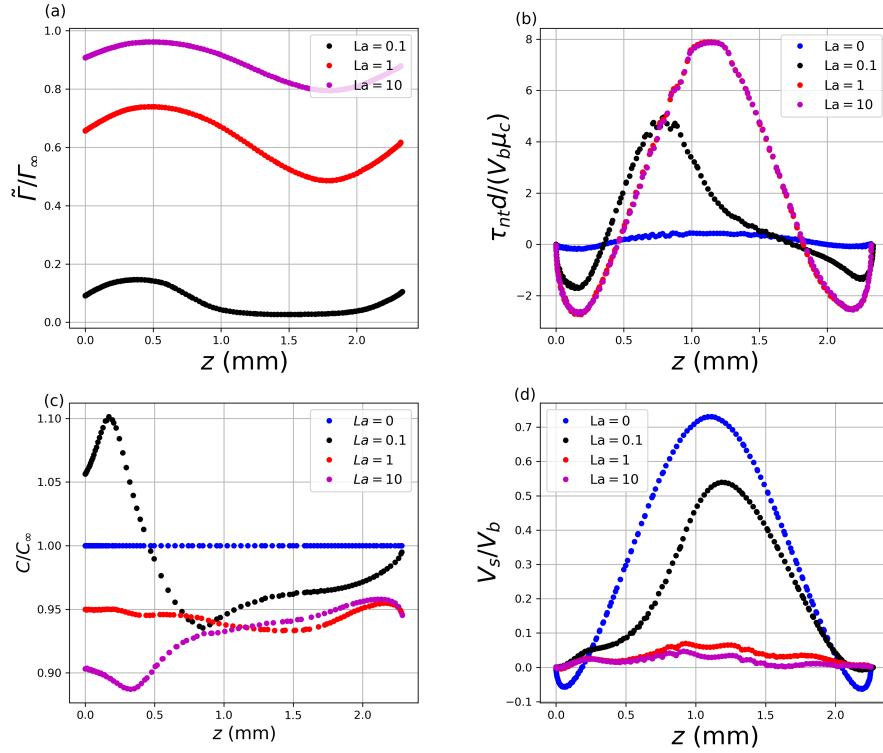 (a)
1.0
0.8
0.6
0.4
0.2
0.0
Γ̃/Γ∞
La = 0.1
La = 1
La = 10
0.0 0.5 1.0 1.5 2.0
z (mm)
(b)
8
6
4
2
0
−2
τntd/(Vbμc)
La = 0
La = 0.1
La = 1
La = 10
0.0 0.5 1.0 1.5 2.0
z (mm)
(c)
1.10
1.05
1.00
0.95
0.90
C/C∞
La = 0
La = 0.1
La = 1
La = 10
0.0 0.5 1.0 1.5 2.0
z (mm)
(d)
0.7
0.6
0.5
0.4
0.3
0.2
0.1
0.0
−0.1
Vs/Vb
La = 0
La = 0.1
La = 1
La = 10
0.0 0.5 1.0 1.5 2.0
z (mm)